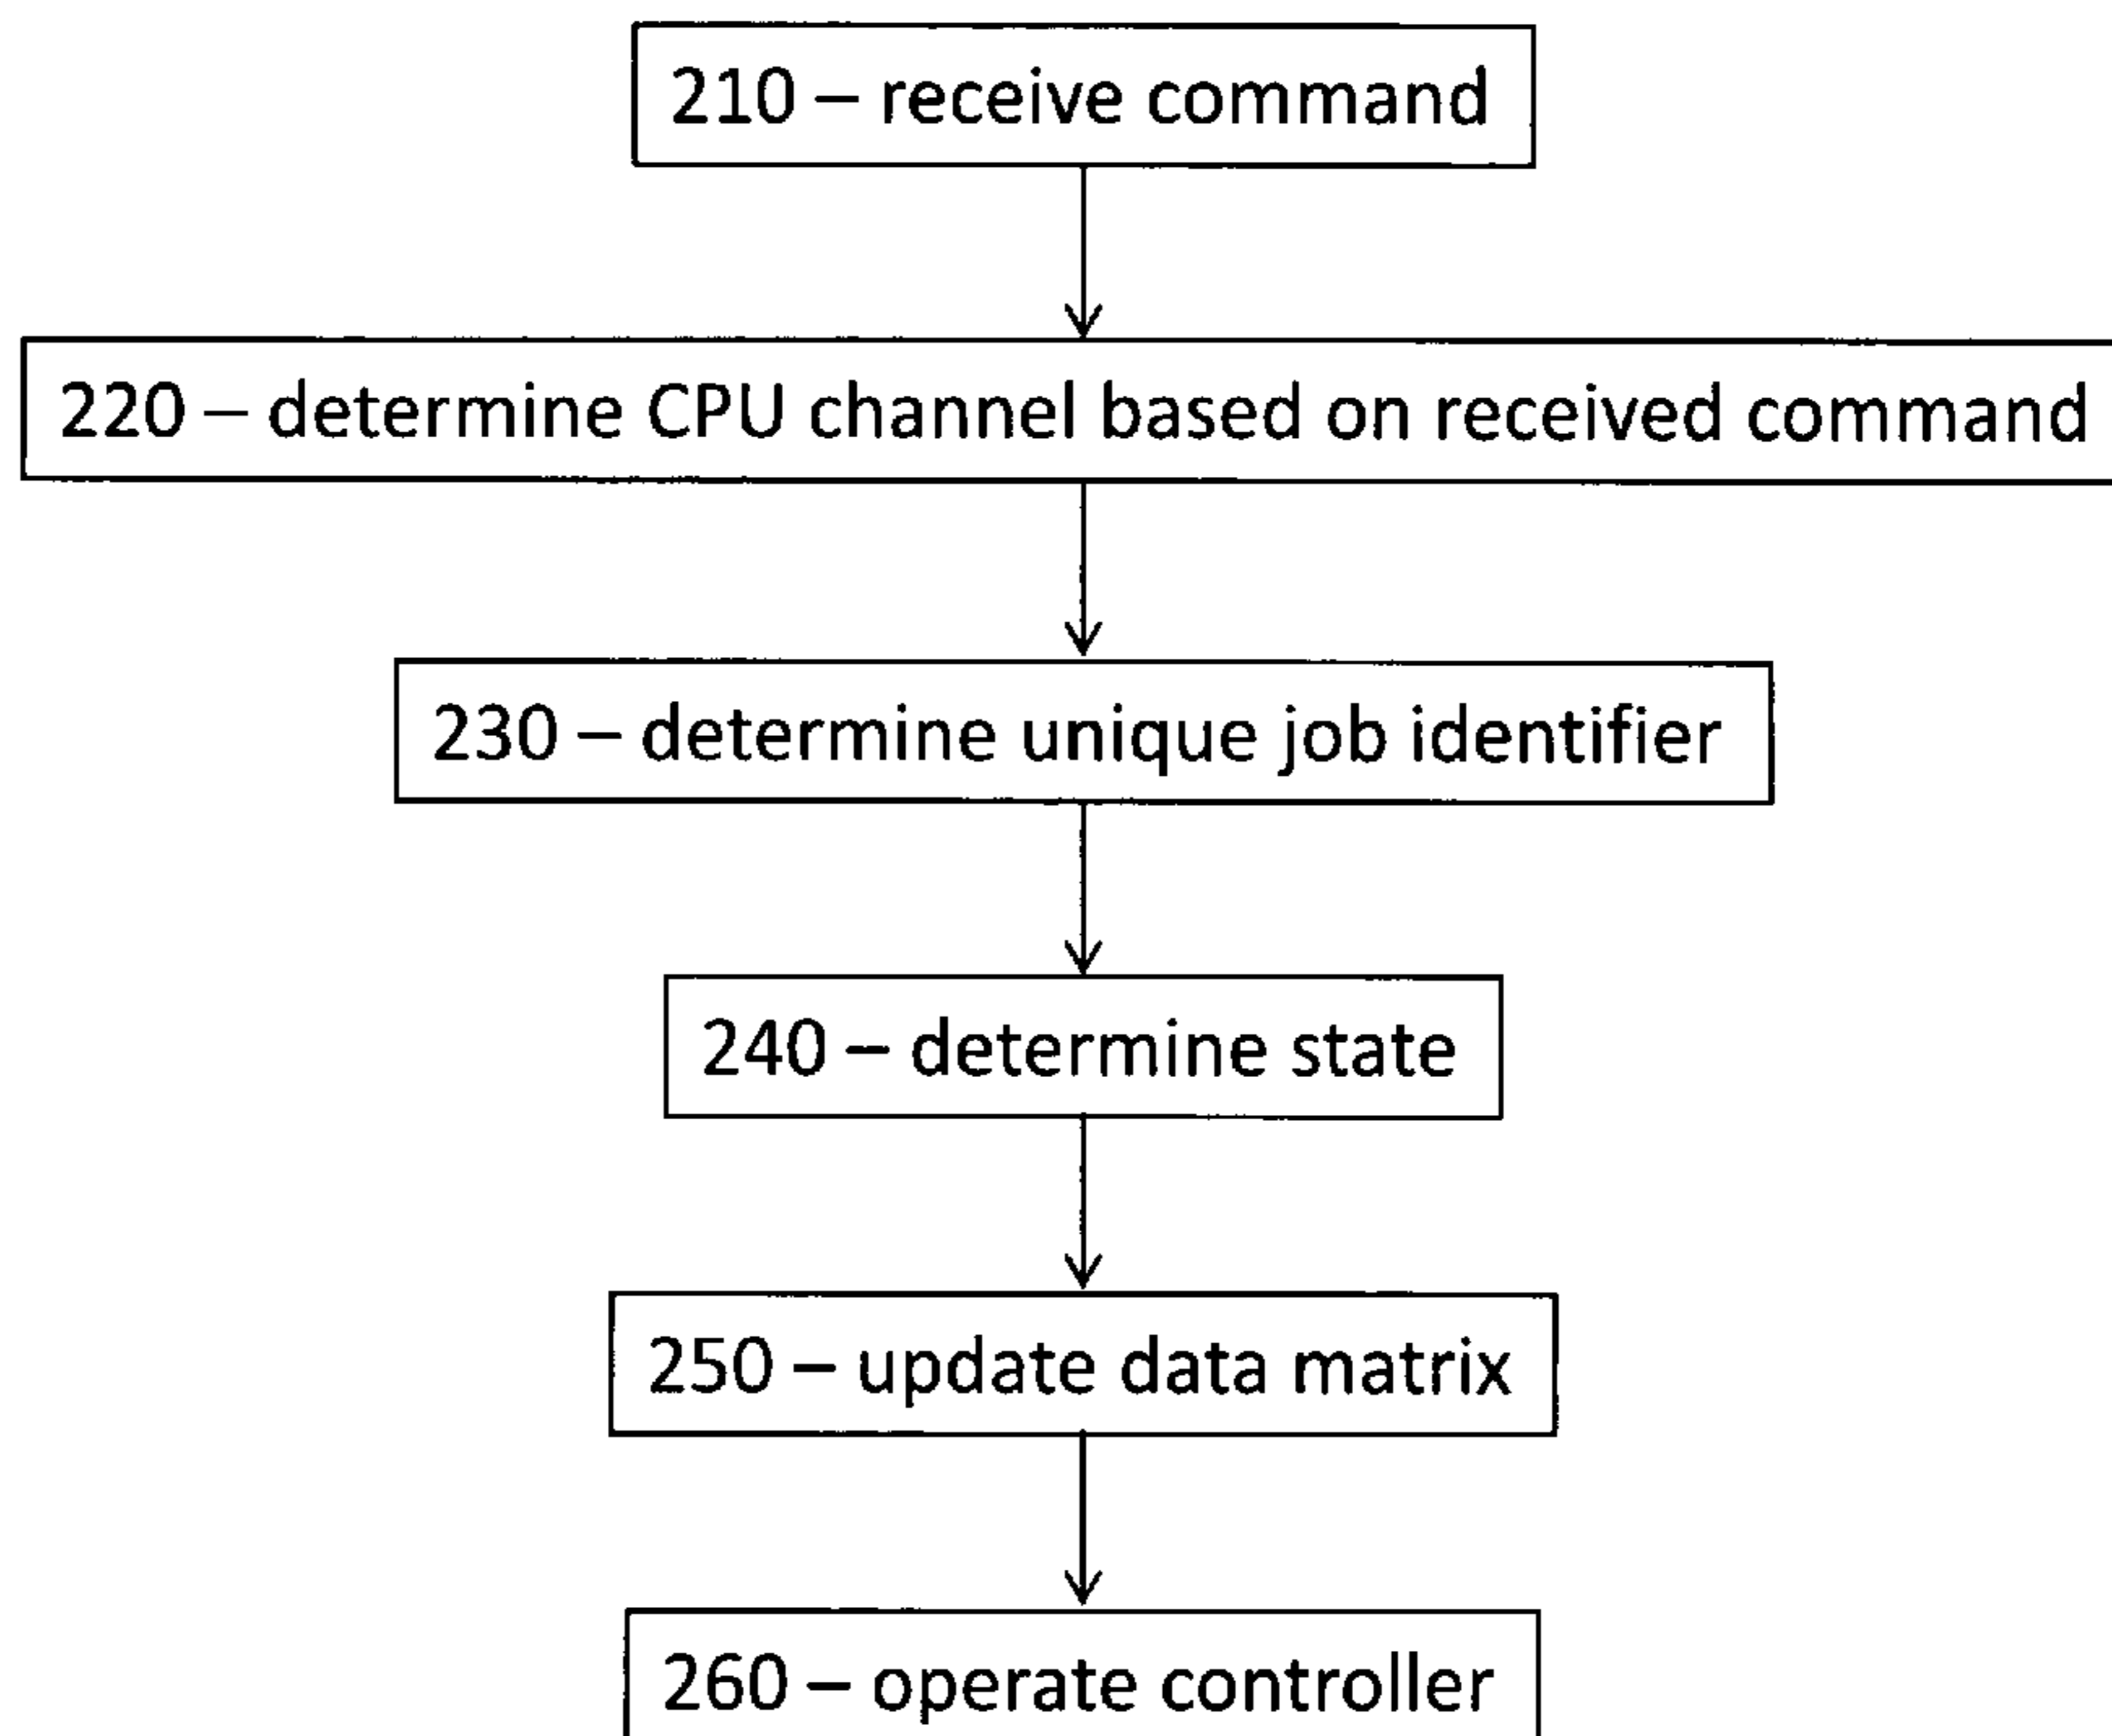 210 – receive command
220 – determine CPU channel based on received command
230 – determine unique job identifier
240 – determine state
250 – update data matrix
260 – operate controller